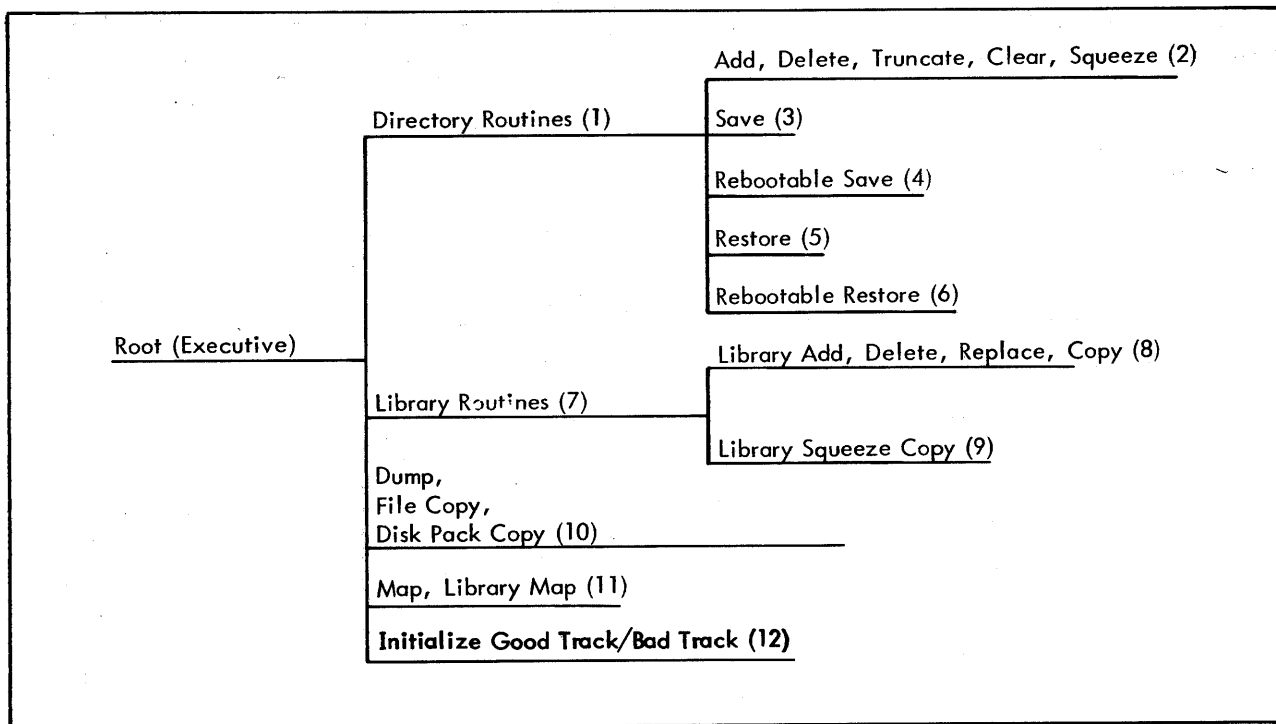 Add, Delete, Truncate, Clear, Squeeze (2)
Directory Routines (1)
Save (3)
Rebootable Save (4)
Restore (5)
Rebootable Restore (6)
Root (Executive)
Library Add, Delete, Replace, Copy (8)
Library Routines (7)
Library Squeeze Copy (9)
Dump,
File Copy,
Disk Pack Copy (10)
Map, Library Map (11)
Initialize Good Track/Bad Track (12)